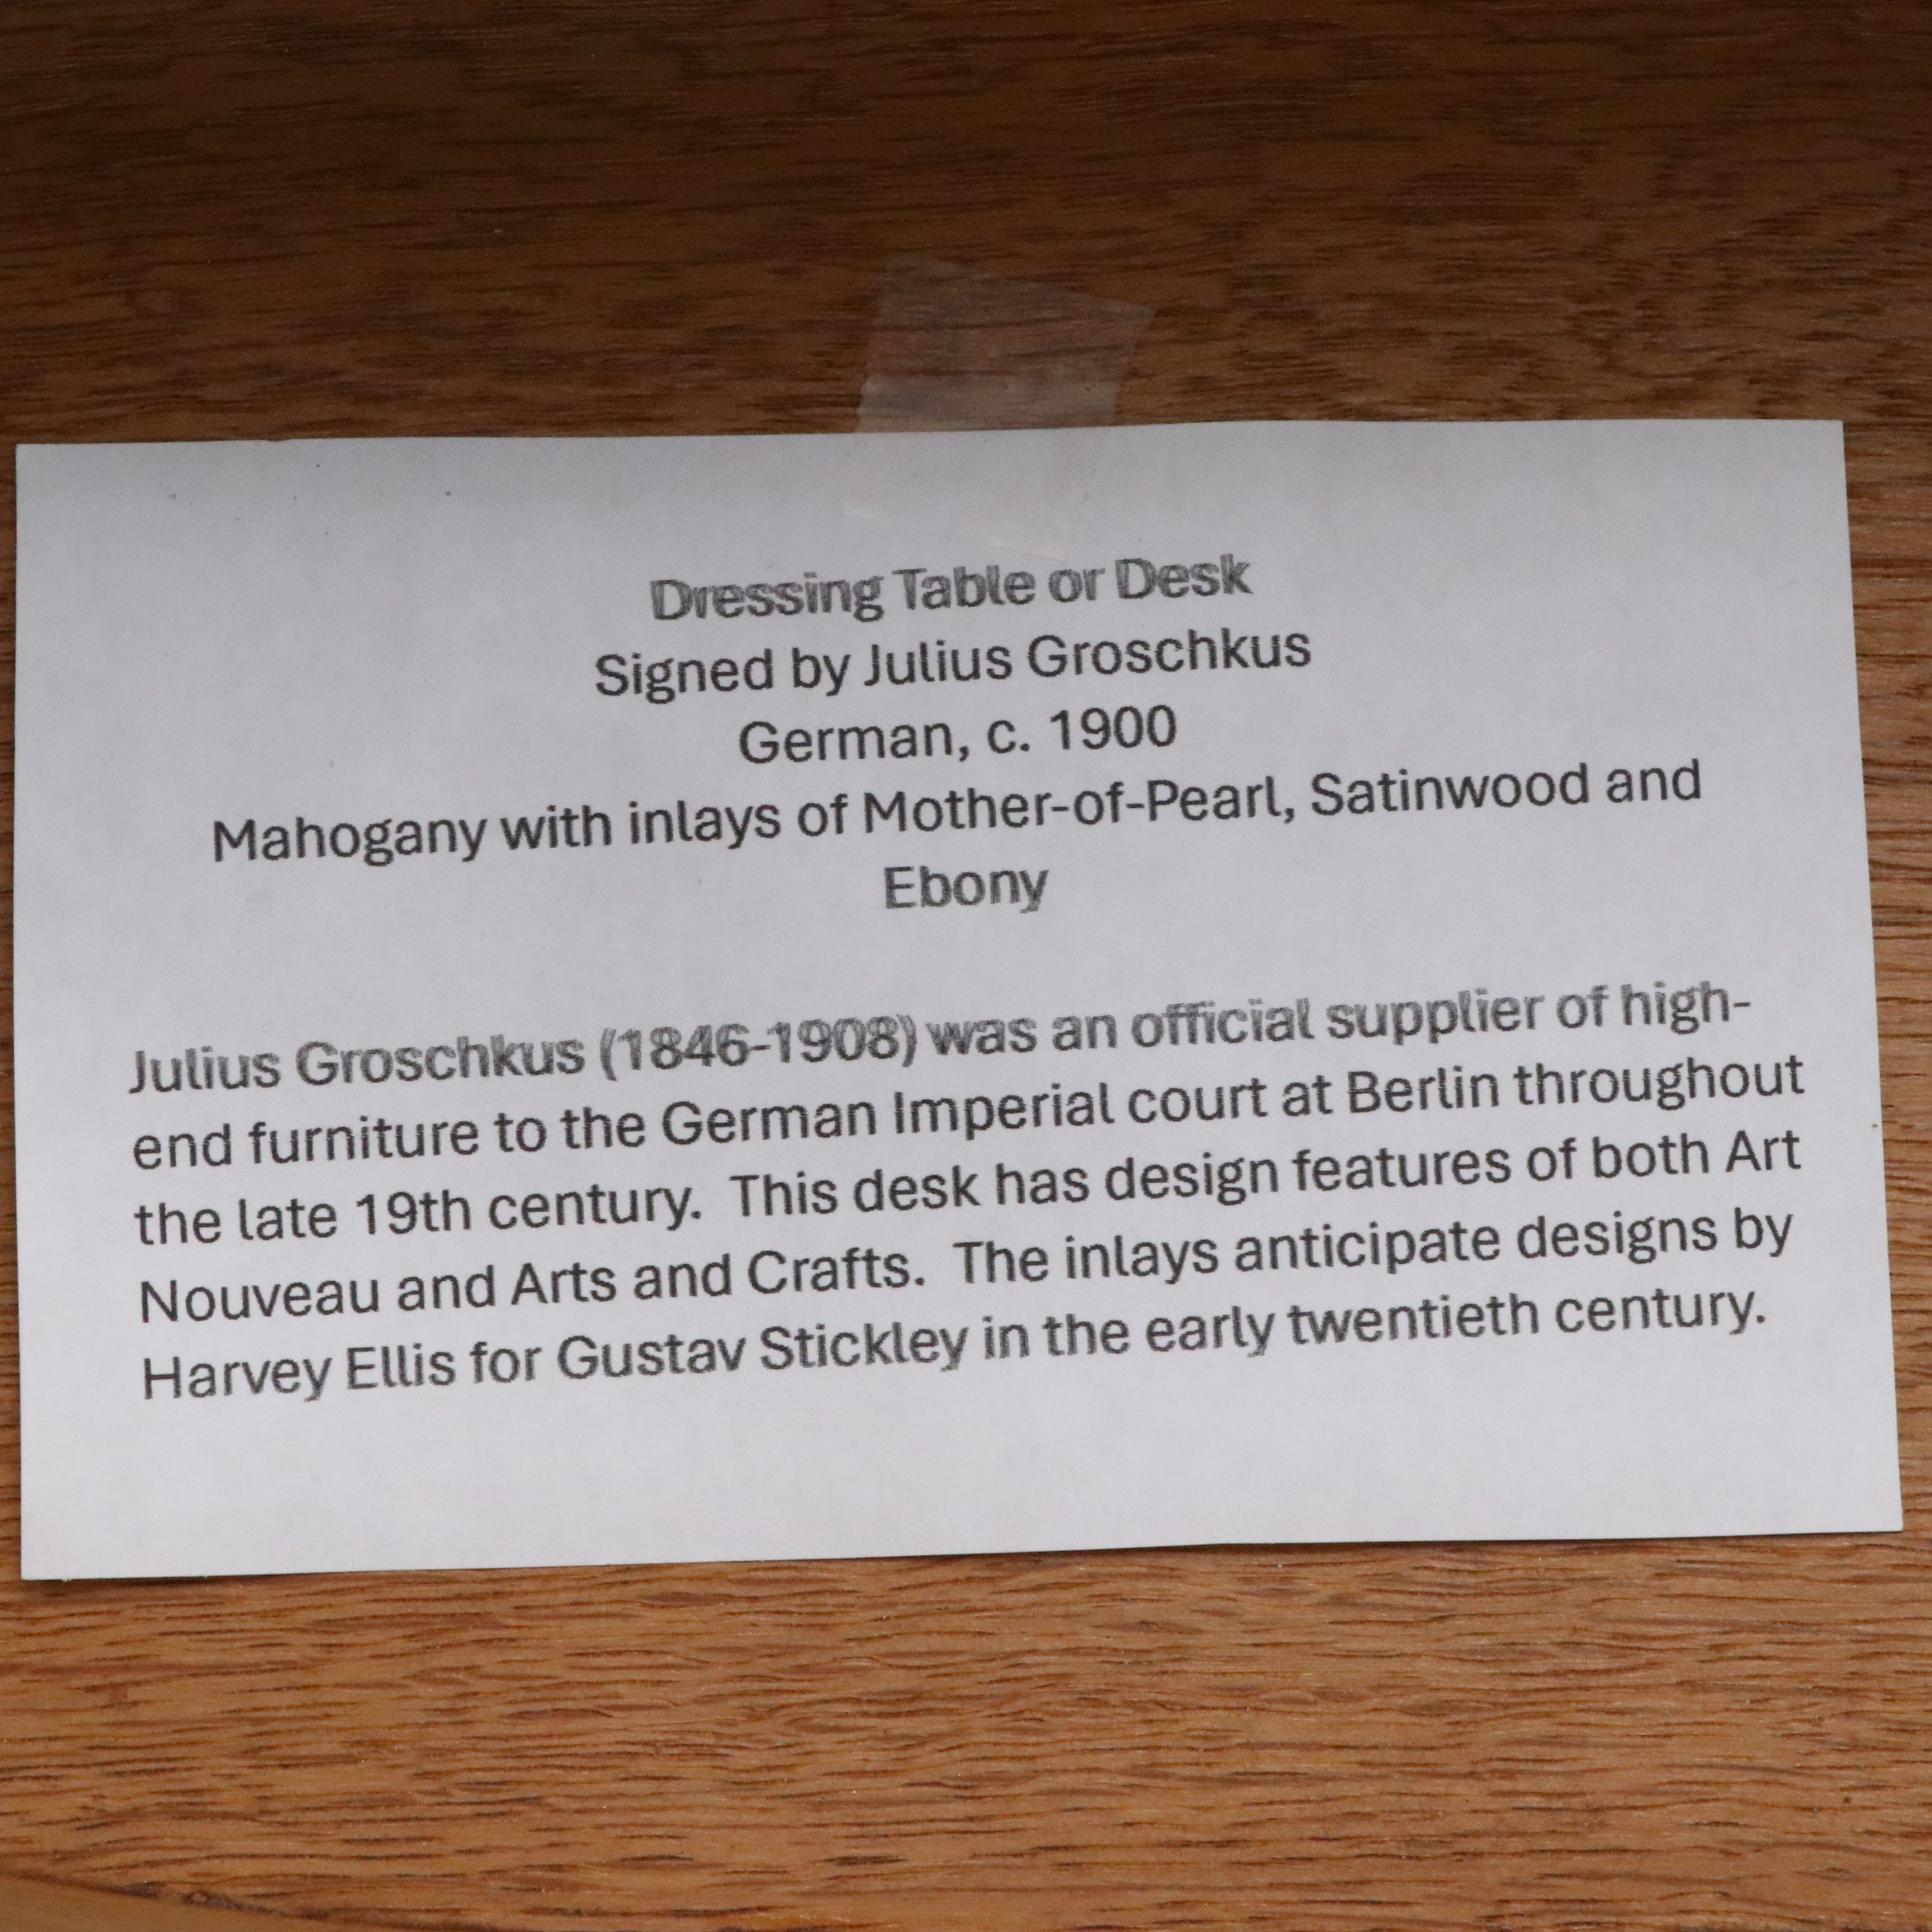 Dressing Table or Desk
Signed by Julius Groschkus
German, c. 1900
Mahogany with inlays of Mother-of-Pearl, Satinwood and
Ebony
Julius Groschkus (1846-1908) was an official supplier of high-
end furniture to the German Imperial court at Berlin throughout
the late 19th century.  This desk has design features of both Art
Nouveau and Arts and Crafts.  The inlays anticipate designs by
Harvey Ellis for Gustav Stickley in the early twentieth century.